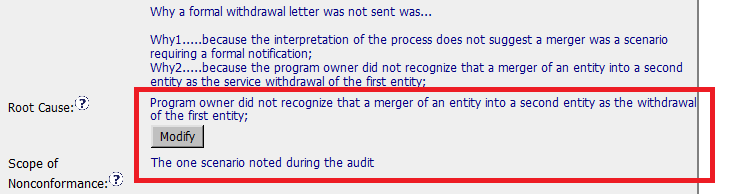 Why a formal withdrawal letter was not sent was...
Why1.....because the interpretation of the process does not suggest a merger was a scenario
requiring a formal notification;
Why2.....because the program owner did not recognize that a merger of an entity into a second
entity as the service withdrawal of the first entity;
Root Cause:?
Program owner did not recognize that a merger of an entity into a second entity as the withdrawal
of the first entity;
Modify
Scope of
Nonconformance:?
The one scenario noted during the audit